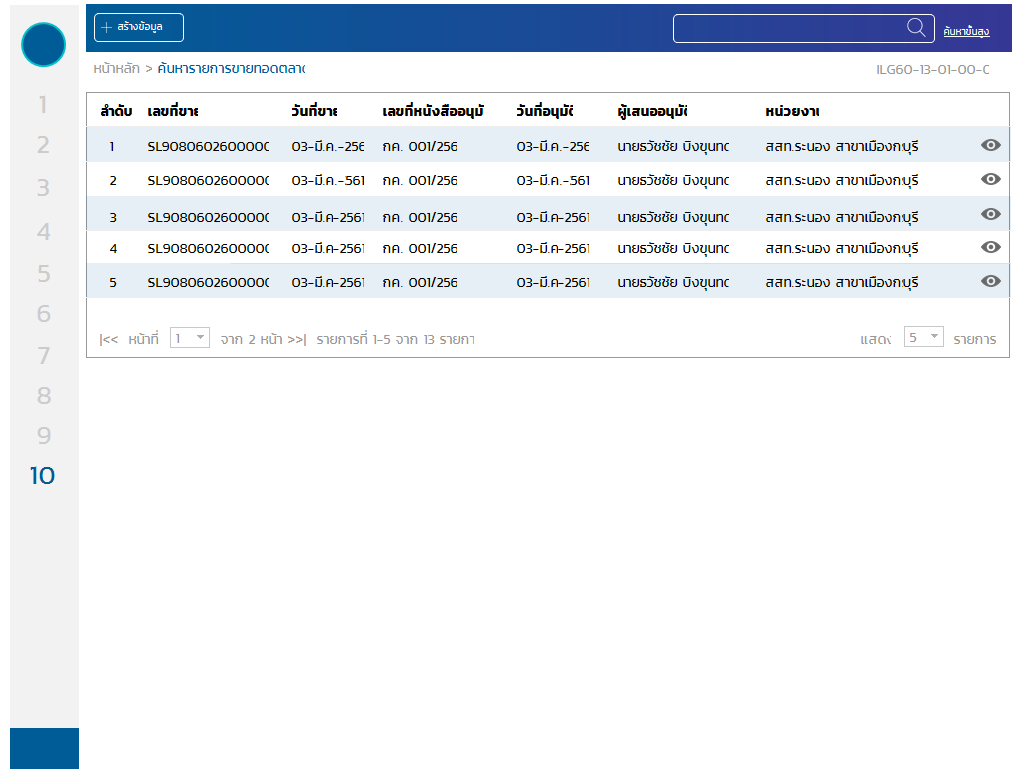 สร้างข้อมูล
ค้นหาขั้นสูง
หน้าหลัก > ค้นหารายการขายทอดตลา
ILG60-13-01-00-0
1
2
3
4
5
6
7
8
9
10
ลำดับ เลขที่ขาย วันที่ขาย เลขที่หนังสืออนุมั วันที่อนุมัติ ผู้เสนออนุมัติ หน่วยงาน
1 SL9080602600000 03-มี.ค.-256 กค. 001/256 03-มี.ค.-256 นายธวัชชัย บิงขุนทด สสท.ระนอง สาขาเมืองกบุรี
2 SL9080602600000 03-มี.ค.-561 กค. 001/256 03-มี.ค.-561 นายธวัชชัย บิงขุนทด สสท.ระนอง สาขาเมืองกบุรี
3 SL9080602600000 03-มี.ค-2561 กค. 001/256 03-มี.ค-2561 นายธวัชชัย บิงขุนทด สสท.ระนอง สาขาเมืองกบุรี
4 SL9080602600000 03-มี.ค-2561 กค. 001/256 03-มี.ค-2561 นายธวัชชัย บิงขุนทด สสท.ระนอง สาขาเมืองกบุรี
5 SL9080602600000 03-มี.ค-2561 กค. 001/256 03-มี.ค-2561 นายธวัชชัย บิงขุนทด สสท.ระนอง สาขาเมืองกบุรี
|<< หน้าที่ 1 จาก 2 หน้า >>| รายการที่ 1-5 จาก 13 รายกา แสดง 5 รายการ